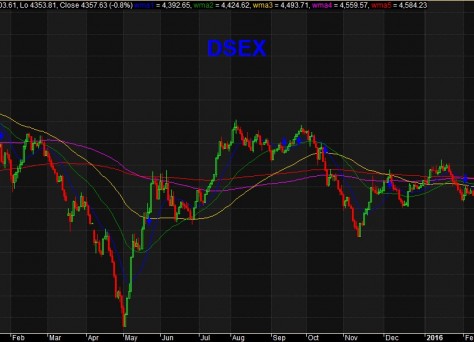 03.61, Lo 4353.81, Close 4357.63 (-0.8%) wma1 = 4,392.65, wma2 = 4,424.62, wma3 = 4,493.71, wma4 = 4,559.57, wma5 = 4,584.23
DSEX
Feb Mar Apr May Jun Jul Aug Sep Oct Nov Dec 2016 Fe